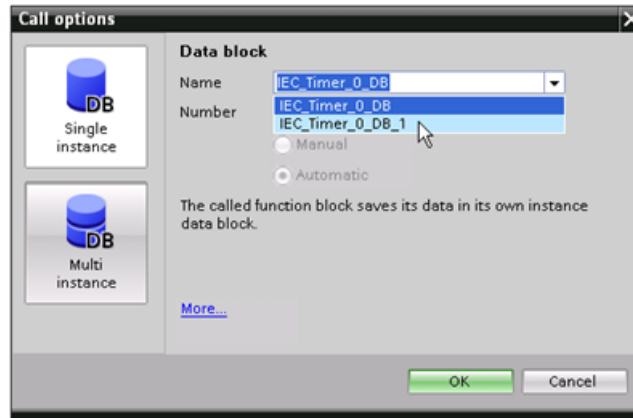 Call options
DB
Single
instance
DB
Multi
instance
Data block
Name
IEC_Timer_0_DB
IEC_Timer_0_DB
IEC_Timer_0_DB_1
Number
Manual
Automatic
The called function block saves its data in its own instance
data block.
More...
OK
Cancel